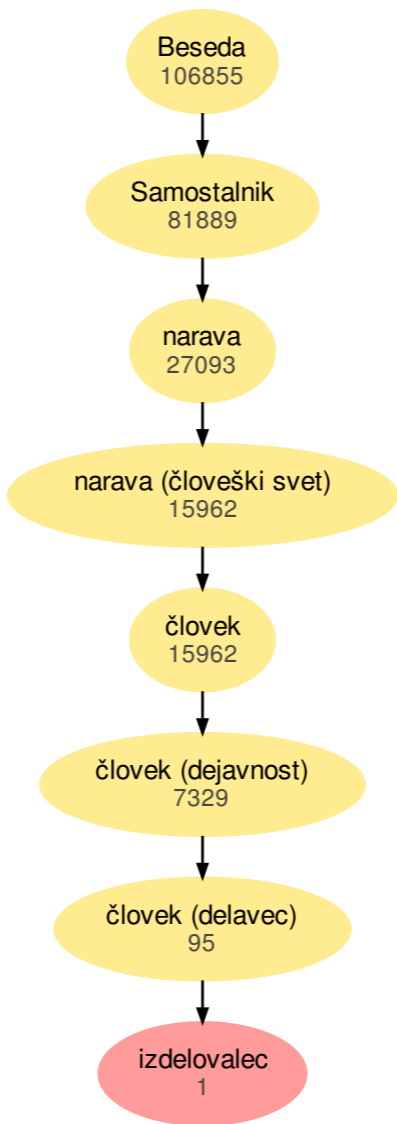 Beseda
106855
Samostalnik
81889
narava
27093
narava (človeški svet)
15962
človek
15962
človek (dejavnost)
7329
človek (delavec)
95
izdelovalec
1